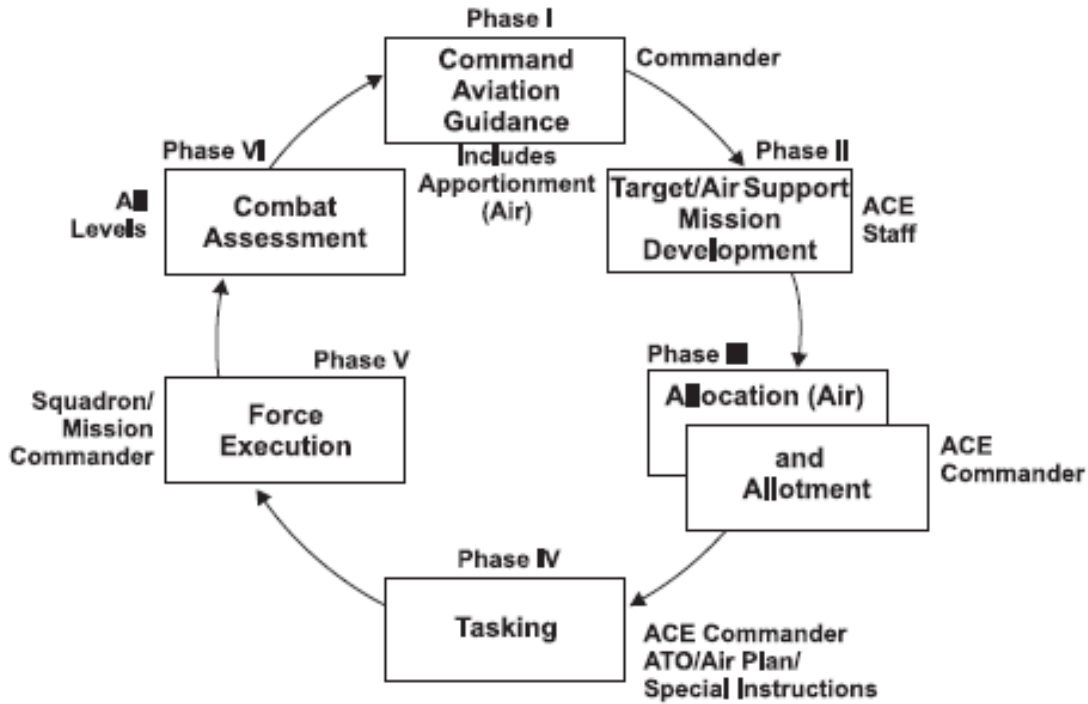 Phase I
Command
Aviation
Guidance
Commander
Includes
Apportionment
(Air)
Phase II
Target/Air Support
Mission
Development
ACE
Staff
Phase III
Allocation (Air)
and
Allotment
ACE
Commander
Phase IV
Tasking
ACE Commander
ATO/Air Plan/
Special Instructions
Phase V
Force
Execution
Squadron/
Mission
Commander
Phase VI
Combat
Assessment
All
Levels